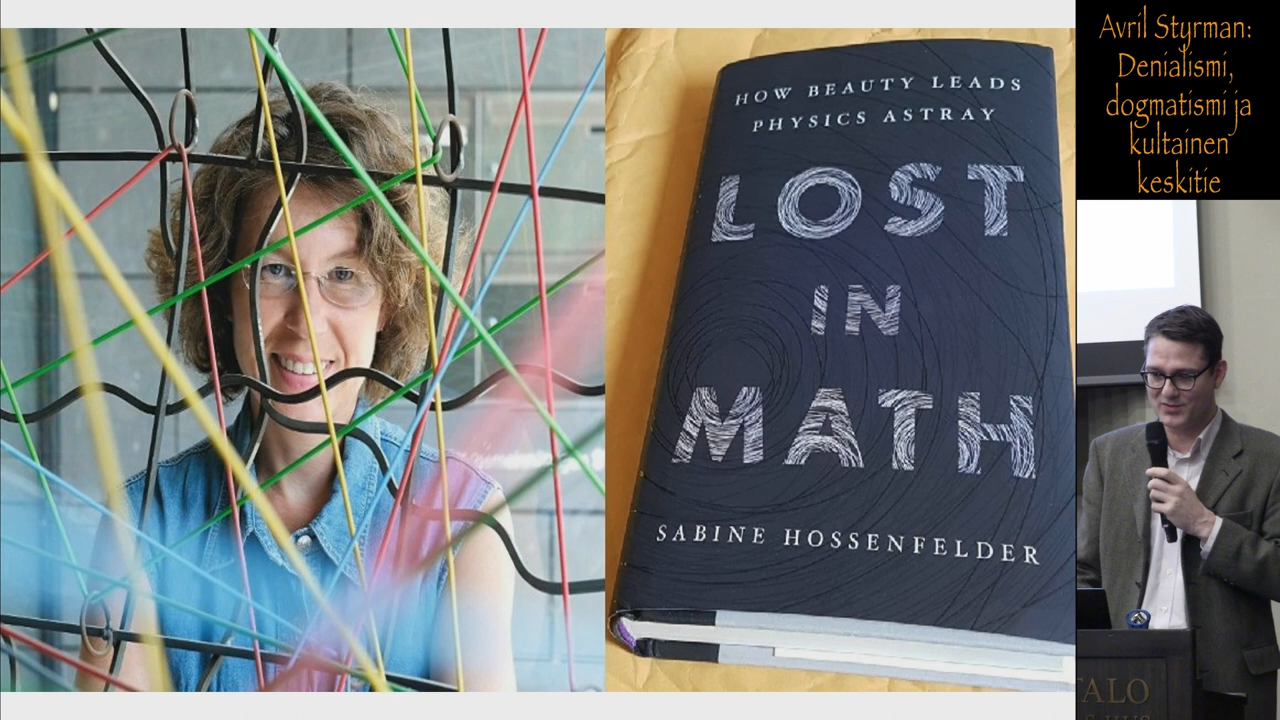 HOW BEAUTY LEADS
PHYSICS ASTRAY
LOST
IN
MATH
SABINE HOSSENFELDER
Avril Styrman:
Denialismi,
dogmatismi ja
kultainen
keskitie
TALO